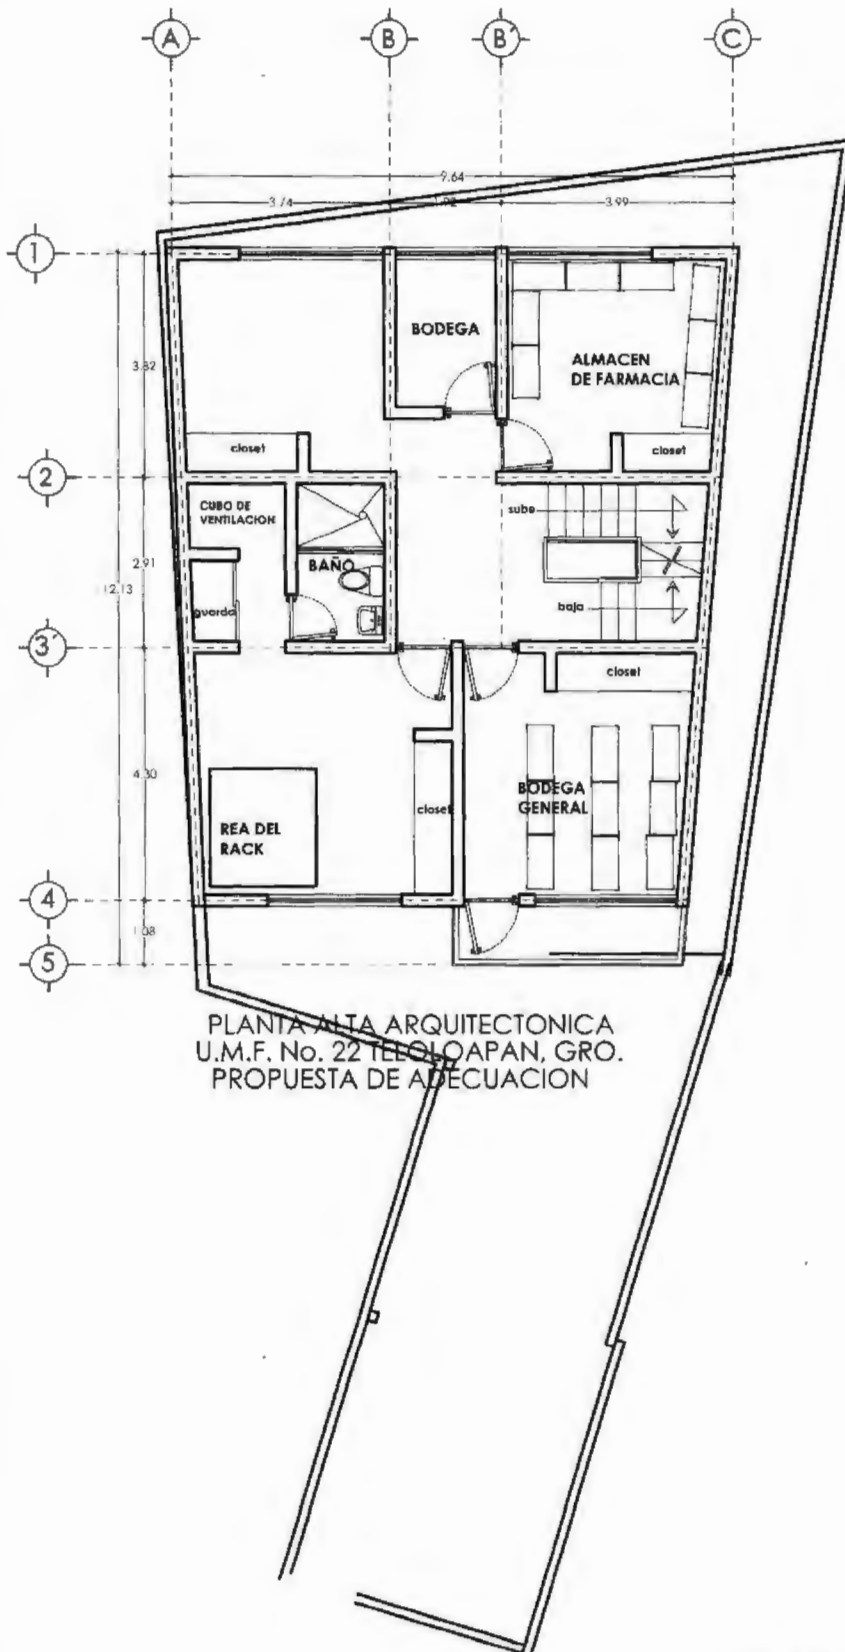 A B B´ C
9.64
3.74 1.92 3.99
1
3.82
BODEGA
ALMACEN
DE FARMACIA
closet
closet
2
CUBO DE
VENTILACION
sube
BAÑO
2.91
12.13
guarda
baja
3´
closet
4.30
BODEGA
GENERAL
closet
REA DEL
RACK
4
1.08
5
PLANTA ALTA ARQUITECTONICA
U.M.F. No. 22 TELOLOAPAN, GRO.
PROPUESTA DE ADECUACION